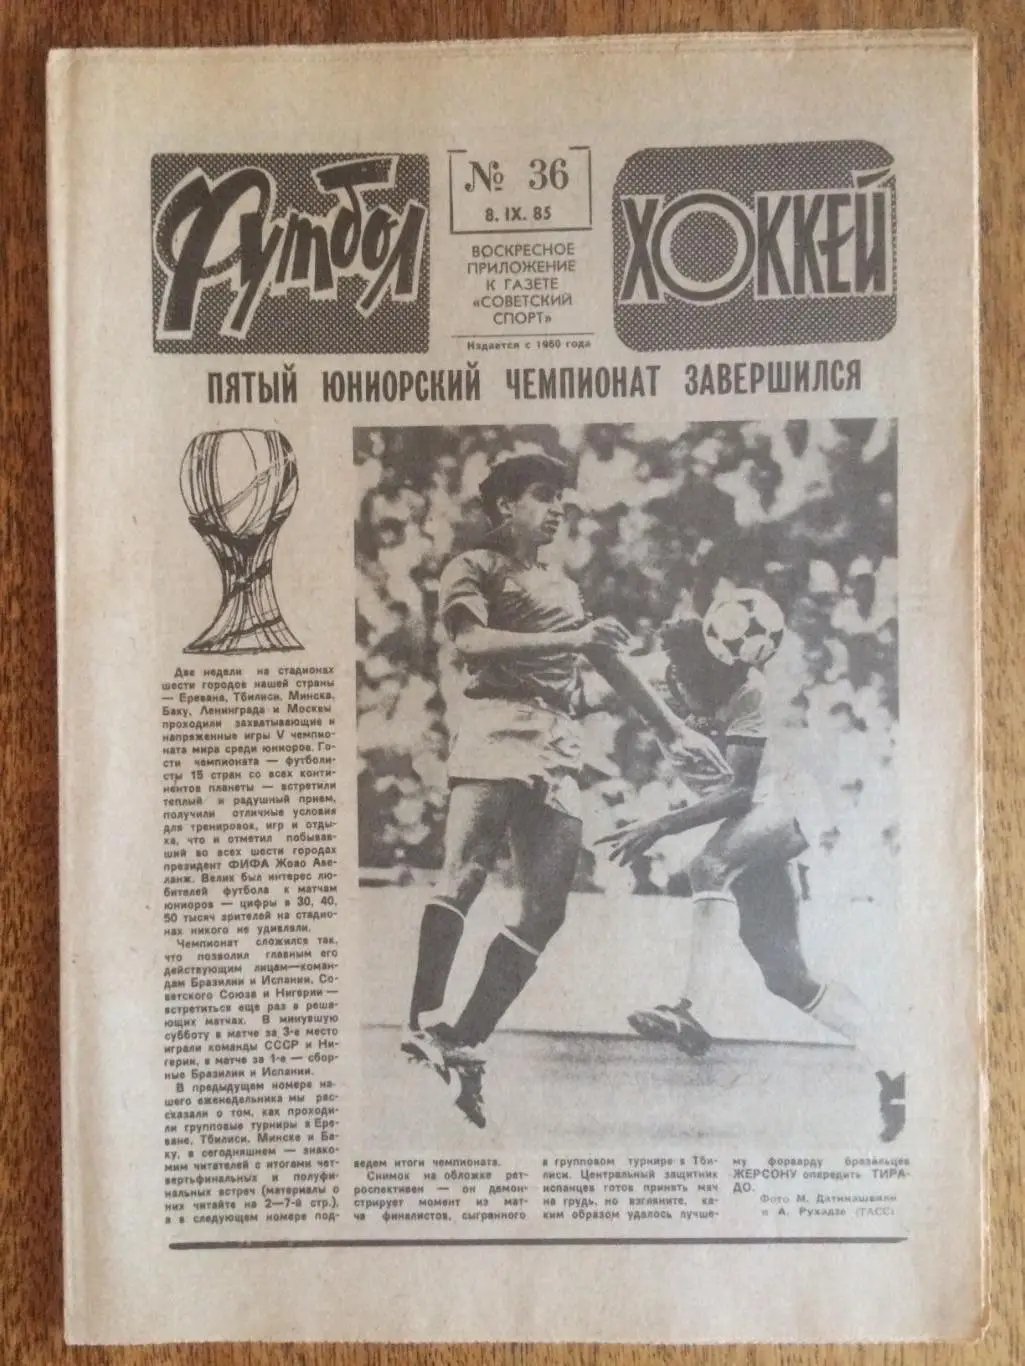 Футбол
№ 36
8. IX. 85
ВОСКРЕСНОЕ
ПРИЛОЖЕНИЕ
К ГАЗЕТЕ
«СОВЕТСКИЙ
СПОРТ»
Издается с 1960 года
ХОККЕЙ
ПЯТЫЙ ЮНИОРСКИЙ ЧЕМПИОНАТ ЗАВЕРШИЛСЯ
Две недели на стадионах
шести городов нашей страны
— Еревана, Тбилиси, Минска,
Баку, Ленинграда и Москвы
проходили захватывающие и
напряженные игры V чемпио-
ната мира среди юниоров. Го-
сти чемпионата — футболи-
сты 15 стран со всех конти-
нентов планеты — встретили
теплый и радушный прием,
получили отличные условия
для тренировок, игр и отды-
ха, что и отметил побывав-
ший во всех шести городах
президент ФИФА Жоао Аве-
ланж. Велик был интерес лю-
бителей футбола к матчам
юниоров — цифры в 30, 40,
50 тысяч зрителей на стадио-
нах никого не удивляли.
Чемпионат сложился так,
что позволил главным его
действующим лицам—коман-
дам Бразилии и Испании, Со-
ветского Союза и Нигерии —
встретиться еще раз в решa-
ющих матчах. В минувшую
субботу в матче за 3-е место
играли команды СССР и Ни-
герии, в матче за 1-е — сбор-
ные Бразилии и Испании.
В предыдущем номере на-
шего еженедельника мы рас-
сказали о том, как проходи-
ли групповые турниры в Ере-
ване, Тбилиси, Минске и Ба-
ку, в сегодняшнем — знако-
мим читателей с итогами чет-
вертьфинальных и полуфи-
нальных встреч (материалы о
них читайте на 2—7-й стр.),
а в следующем номере под-
ведем итоги чемпионата.
Снимок на обложке рет-
роспективен — он демон-
стрирует момент из мат-
ча финалистов, сыгранного
в групповом турнире в Тби-
лиси. Центральный защитник
испанцев готов принять мяч
на грудь, но взгляните, ка-
ким образом удалось лучше-
му форварду бразильцев
ЖЕРСОНУ опередить ТИРА-
ДО.
Фото М. Датикашвили
и А. Рухадзе (ТАСС)